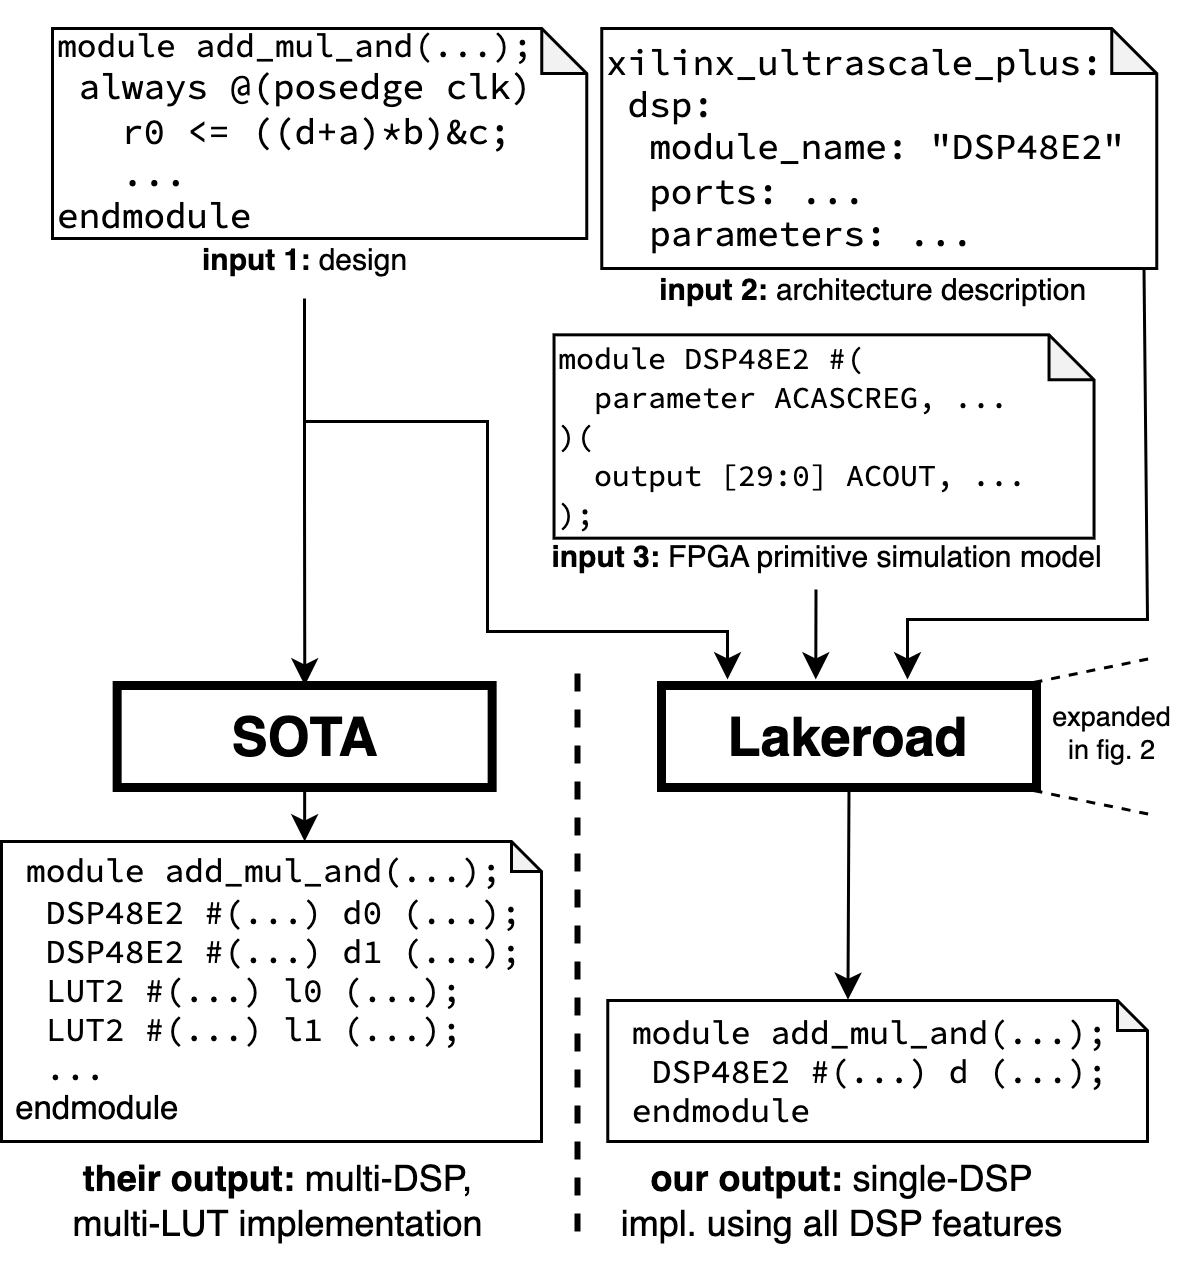 module add_mul_and(...);
always @(posedge clk)
r0 <= ((d+a)*b)&c;
...
endmodule
input 1: design
xilinx_ultrascale_plus:
dsp:
module_name: "DSP48E2"
ports: ...
parameters: ...
input 2: architecture description
module DSP48E2 #(
parameter ACASCREG, ...
)(
output [29:0] ACOUT, ...
);
input 3: FPGA primitive simulation model
SOTA
Lakeroad
expanded
in fig. 2
module add_mul_and(...);
DSP48E2 #(...) d0 (...);
DSP48E2 #(...) d1 (...);
LUT2 #(...) l0 (...);
LUT2 #(...) l1 (...);
...
endmodule
their output: multi-DSP,
multi-LUT implementation
module add_mul_and(...);
DSP48E2 #(...) d (...);
endmodule
our output: single-DSP
impl. using all DSP features